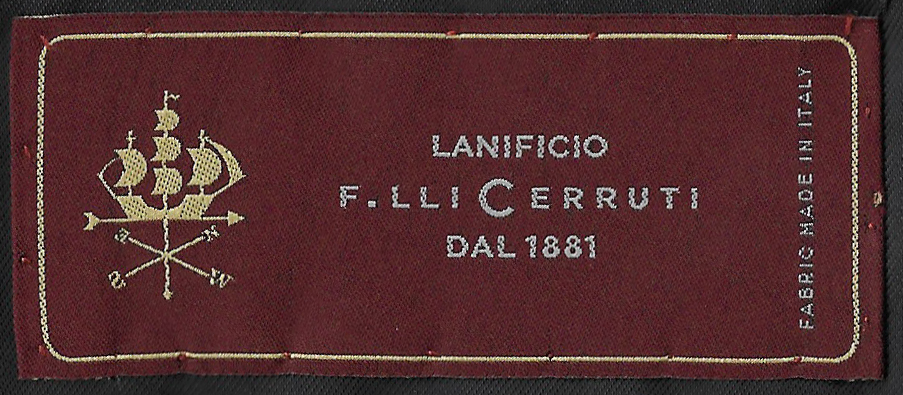 LANIFICIO
F.LLI CERRUTI
DAL 1881
FABRIC MADE IN ITALY